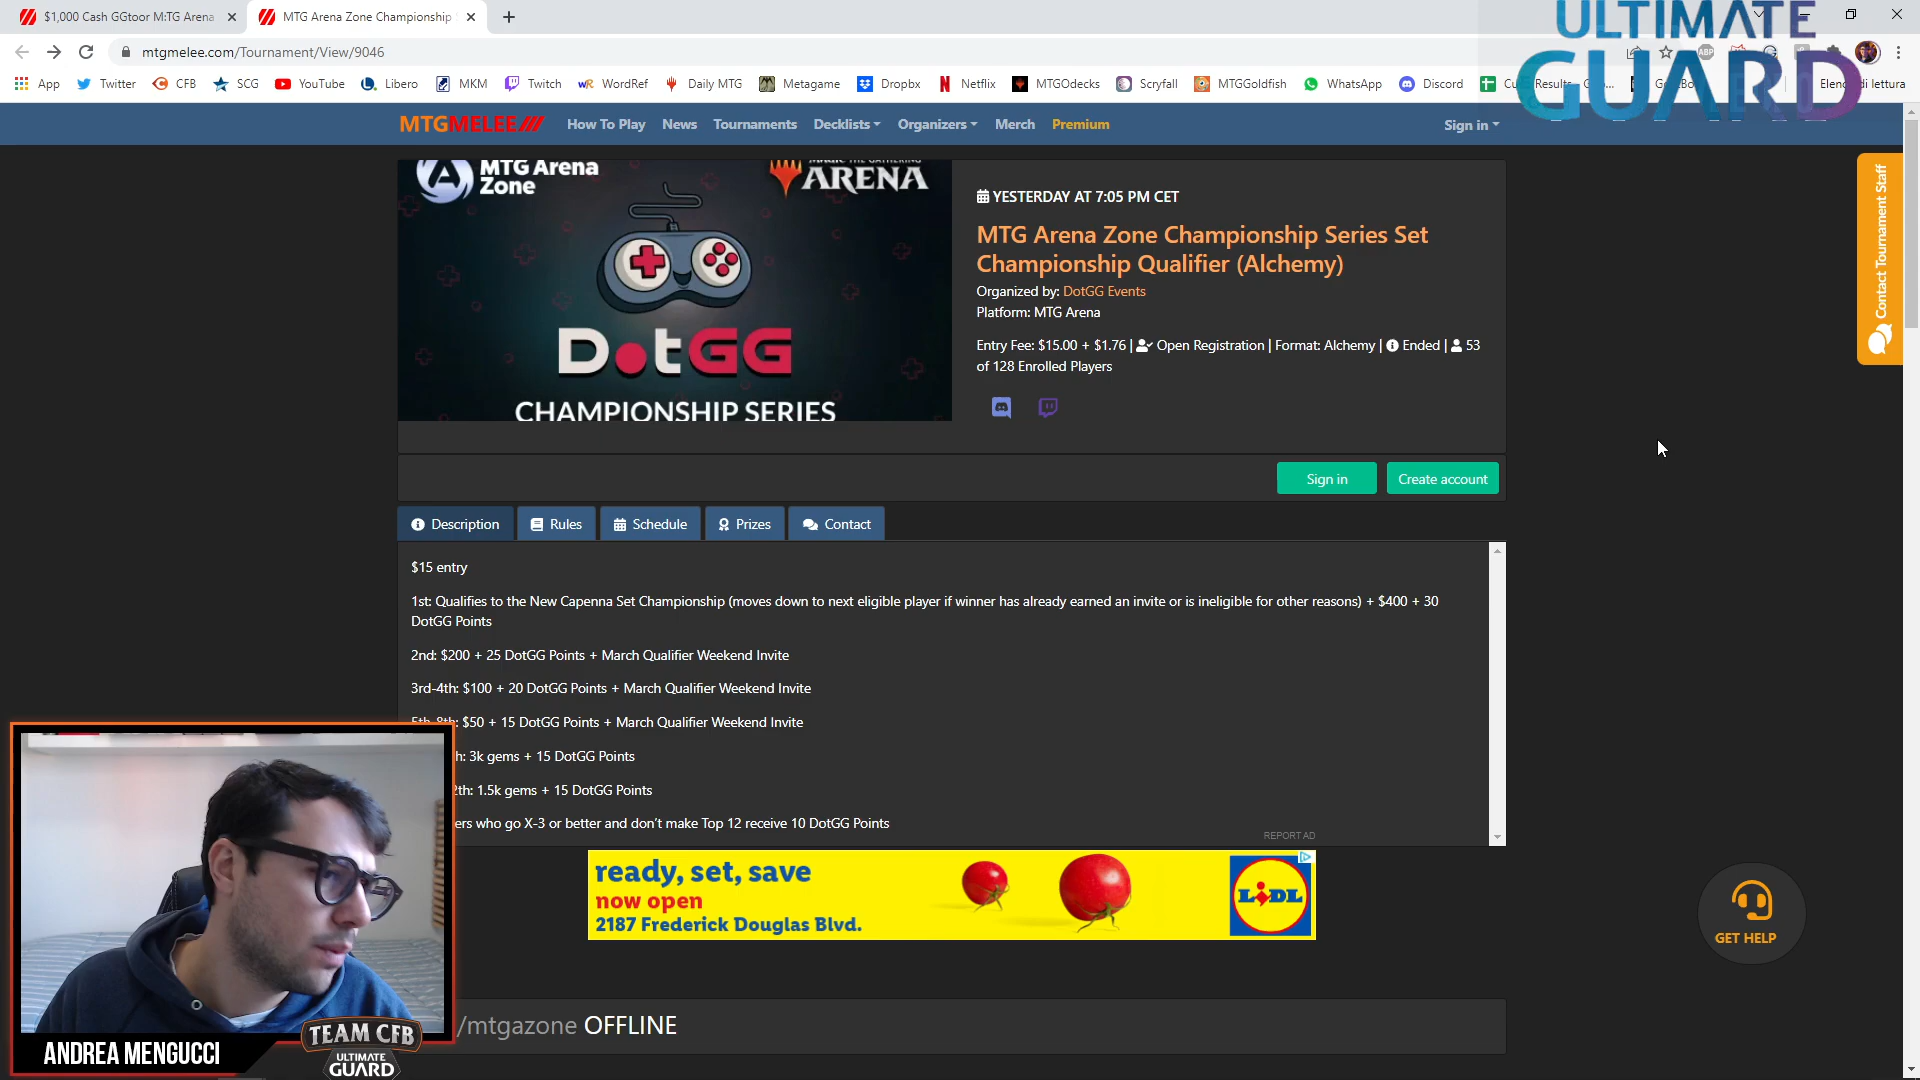 $1,000 Cash GGtoor M:TG Arena
MTG Arena Zone Championship
mtgmelee.com/Tournament/View/9046
App
Twitter
CFB
SCG
YouTube
Libero
MKM
Twitch
WordRef
Daily MTG
Metagame
Dropbx
Netflix
MTGOdecks
Scryfall
MTGGoldfish
WhatsApp
Discord
Results
di lettura
ULTIMATE
GUARD
MTGMELEE
How To Play
News
Tournaments
Decklists
Organizers
Merch
Premium
Sign in
MTG Arena
Zone
ARENA
DotGG
CHAMPIONSHIP SERIES
YESTERDAY AT 7:05 PM CET
MTG Arena Zone Championship Series Set
Championship Qualifier (Alchemy)
Organized by: DotGG Events
Platform: MTG Arena
Entry Fee: $15.00 + $1.76 | Open Registration | Format: Alchemy | Ended | 53
of 128 Enrolled Players
Contact Tournament Staff
Sign in
Create account
Description
Rules
Schedule
Prizes
Contact
$15 entry
1st: Qualifies to the New Capenna Set Championship (moves down to next eligible player if winner has already earned an invite or is ineligible for other reasons) + $400 + 30
DotGG Points
2nd: $200 + 25 DotGG Points + March Qualifier Weekend Invite
3rd-4th: $100 + 20 DotGG Points + March Qualifier Weekend Invite
5th-8th: $50 + 15 DotGG Points + March Qualifier Weekend Invite
h: 3k gems + 15 DotGG Points
2th: 1.5k gems + 15 DotGG Points
ers who go X-3 or better and don't make Top 12 receive 10 DotGG Points
REPORT AD
ready, set, save
now open
2187 Frederick Douglas Blvd.
LIDL
GET HELP
/mtgazone OFFLINE
ANDREA MENGUCCI
TEAM CFB
ULTIMATE
GUARD